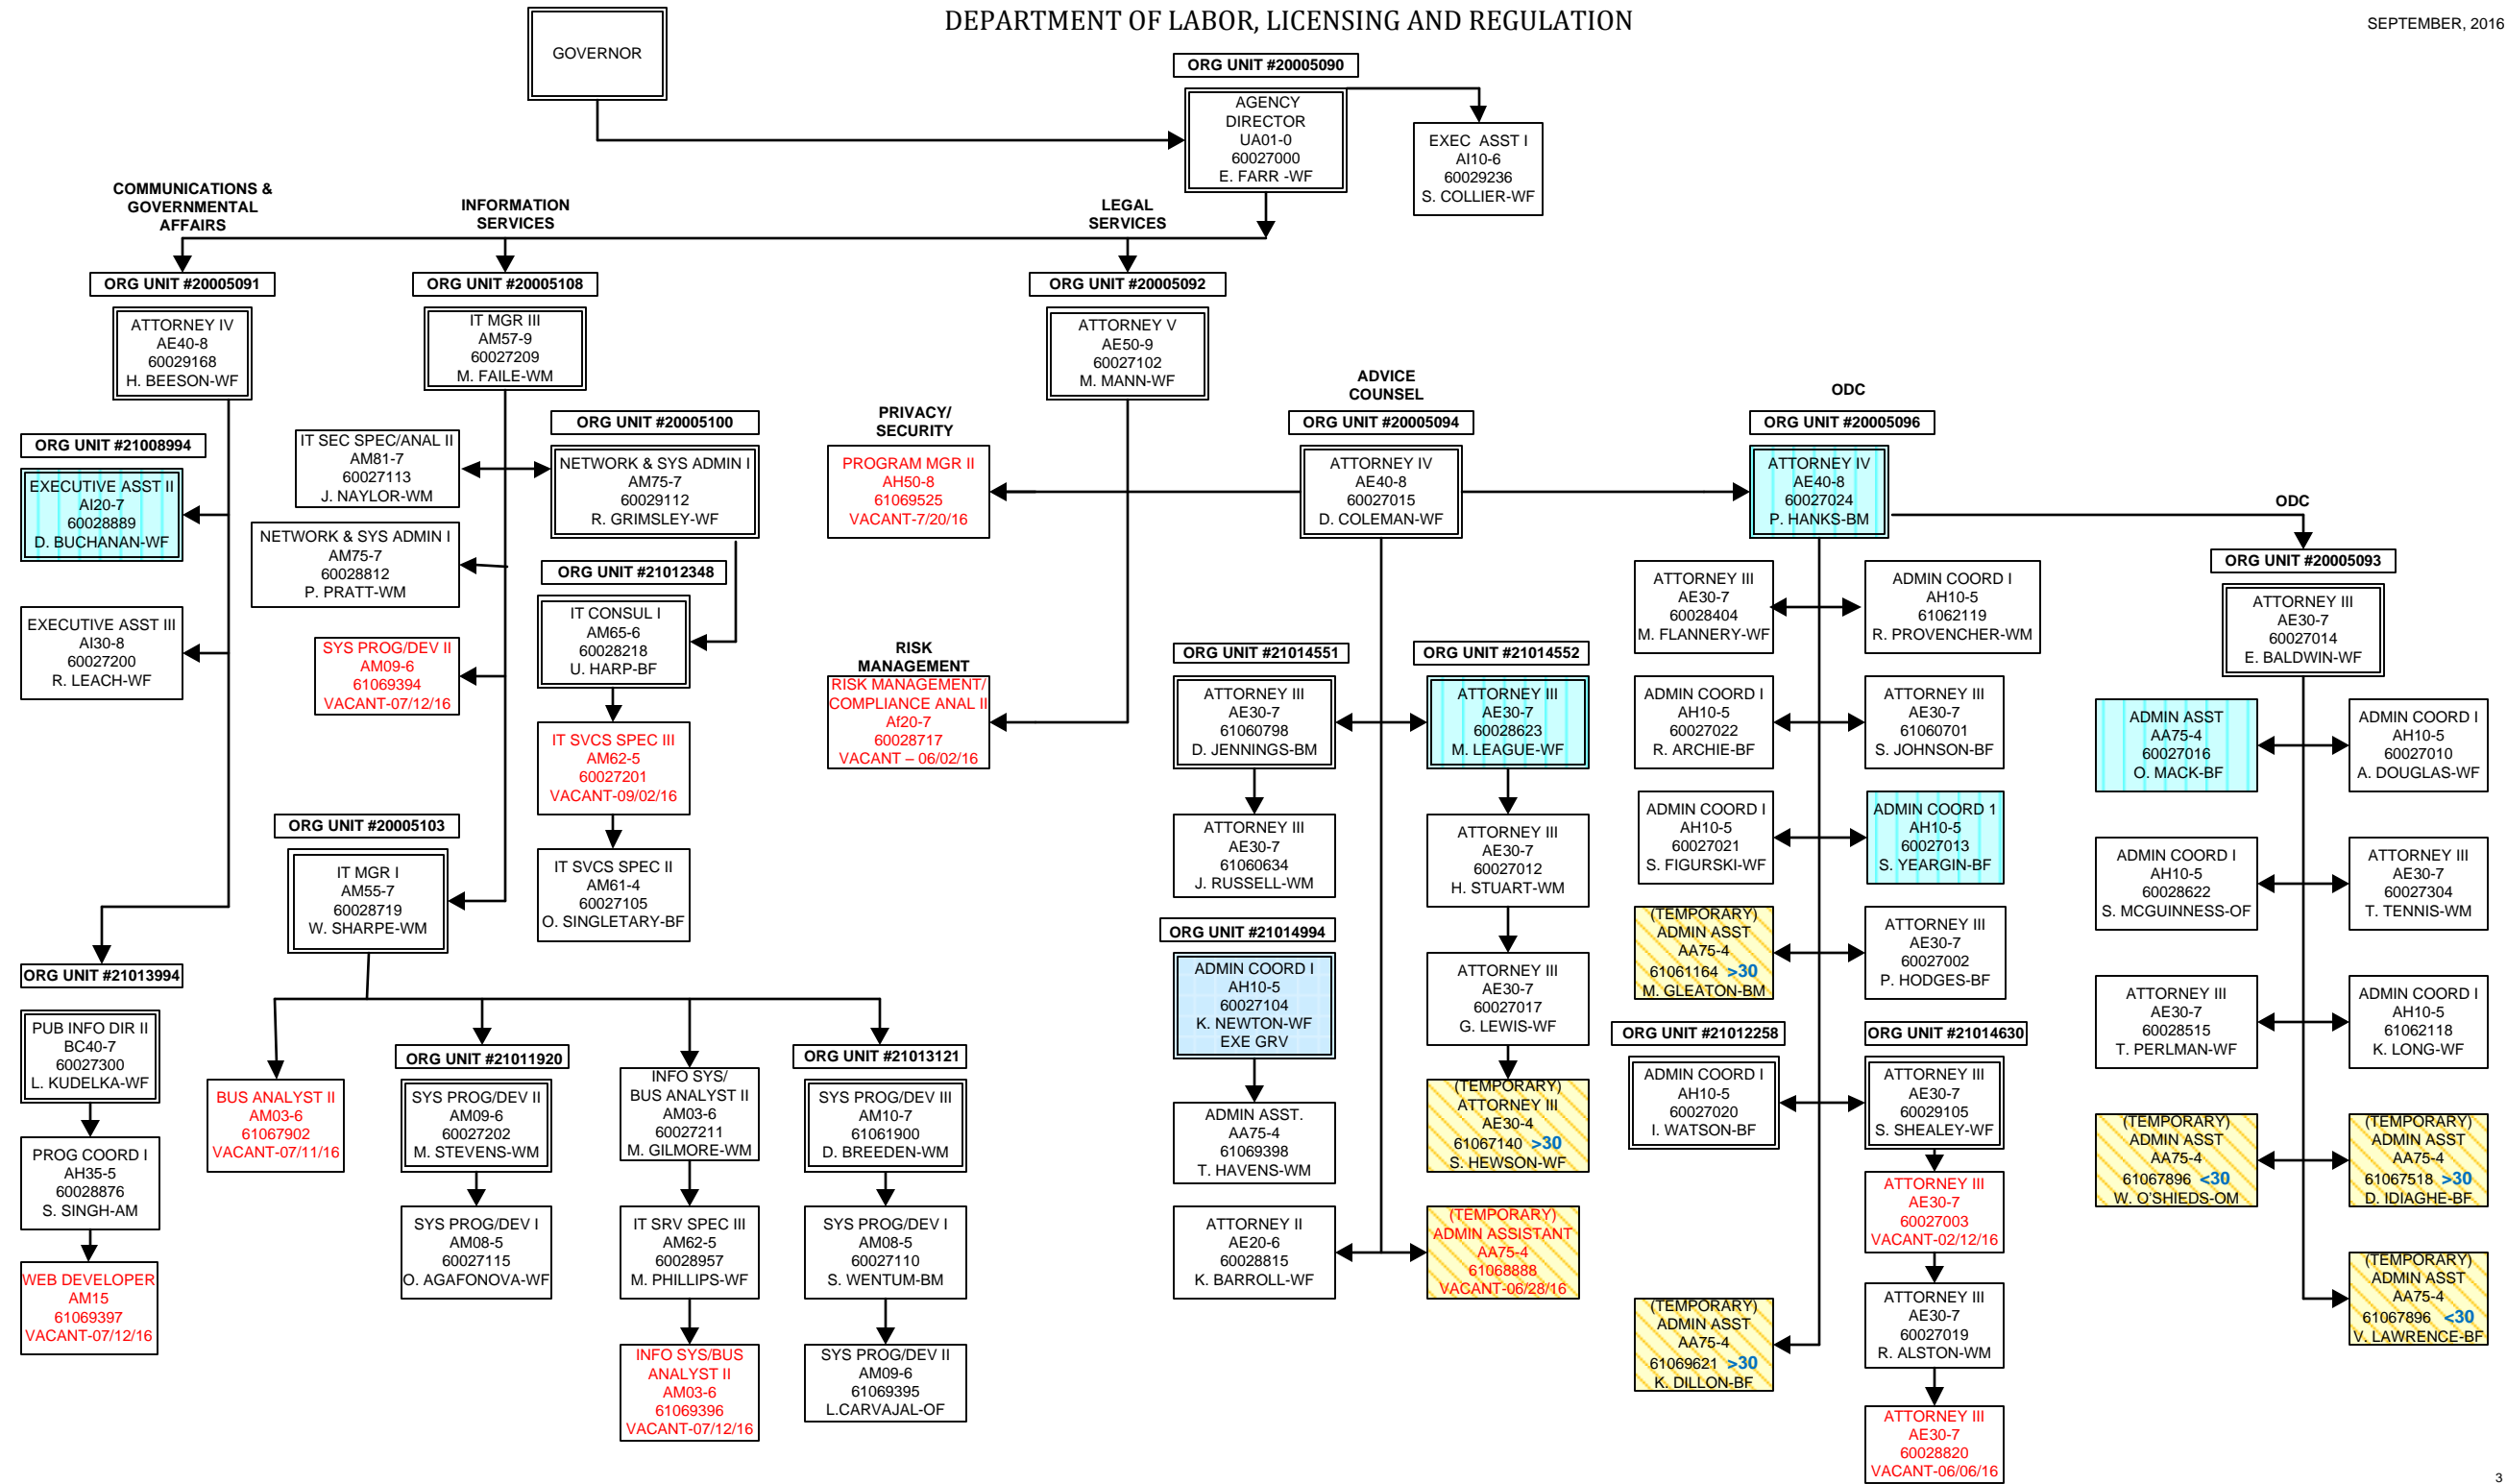 DEPARTMENT OF LABOR, LICENSING AND REGULATION
SEPTEMBER, 2016
GOVERNOR
ORG UNIT #20005090
AGENCY
DIRECTOR
UA01-0
60027000
E. FARR -WF
EXEC  ASST I
AI10-6
60029236
S. COLLIER-WF
COMMUNICATIONS &
GOVERNMENTAL
AFFAIRS
ORG UNIT #20005091
ATTORNEY IV
AE40-8
60029168
H. BEESON-WF
ORG UNIT #21008994
EXECUTIVE ASST II
AI20-7
60028889
D. BUCHANAN-WF
EXECUTIVE ASST III
AI30-8
60027200
R. LEACH-WF
ORG UNIT #21013994
PUB INFO DIR II
BC40-7
60027300
L. KUDELKA-WF
PROG COORD I
AH35-5
60028876
S. SINGH-AM
WEB DEVELOPER
AM15
61069397
VACANT-07/12/16
INFORMATION
SERVICES
ORG UNIT #20005108
IT MGR III
AM57-9
60027209
M. FAILE-WM
IT SEC SPEC/ANAL II
AM81-7
60027113
J. NAYLOR-WM
ORG UNIT #20005100
NETWORK & SYS ADMIN I
AM75-7
60029112
R. GRIMSLEY-WF
NETWORK & SYS ADMIN I
AM75-7
60028812
P. PRATT-WM
ORG UNIT #21012348
IT CONSUL I
AM65-6
60028218
U. HARP-BF
SYS PROG/DEV II
AM09-6
61069394
VACANT-07/12/16
IT SVCS SPEC III
AM62-5
60027201
VACANT-09/02/16
IT SVCS SPEC II
AM61-4
60027105
O. SINGLETARY-BF
ORG UNIT #20005103
IT MGR I
AM55-7
60028719
W. SHARPE-WM
BUS ANALYST II
AM03-6
61067902
VACANT-07/11/16
ORG UNIT #21011920
SYS PROG/DEV II
AM09-6
60027202
M. STEVENS-WM
SYS PROG/DEV I
AM08-5
60027115
O. AGAFONOVA-WF
INFO SYS/
BUS ANALYST II
AM03-6
60027211
M. GILMORE-WM
IT SRV SPEC III
AM62-5
60028957
M. PHILLIPS-WF
INFO SYS/BUS
ANALYST II
AM03-6
61069396
VACANT-07/12/16
ORG UNIT #21013121
SYS PROG/DEV III
AM10-7
61061900
D. BREEDEN-WM
SYS PROG/DEV I
AM08-5
60027110
S. WENTUM-BM
SYS PROG/DEV II
AM09-6
61069395
L.CARVAJAL-OF
LEGAL
SERVICES
ORG UNIT #20005092
ATTORNEY V
AE50-9
60027102
M. MANN-WF
PRIVACY/
SECURITY
PROGRAM MGR II
AH50-8
61069525
VACANT-7/20/16
RISK
MANAGEMENT
RISK MANAGEMENT/
COMPLIANCE ANAL II
Af20-7
60028717
VACANT – 06/02/16
ADVICE
COUNSEL
ORG UNIT #20005094
ATTORNEY IV
AE40-8
60027015
D. COLEMAN-WF
ORG UNIT #21014551
ATTORNEY III
AE30-7
61060798
D. JENNINGS-BM
ATTORNEY III
AE30-7
61060634
J. RUSSELL-WM
ORG UNIT #21014994
ADMIN COORD I
AH10-5
60027104
K. NEWTON-WF
EXE GRV
ADMIN ASST.
AA75-4
61069398
T. HAVENS-WM
ATTORNEY II
AE20-6
60028815
K. BARROLL-WF
ORG UNIT #21014552
ATTORNEY III
AE30-7
60028623
M. LEAGUE-WF
ATTORNEY III
AE30-7
60027012
H. STUART-WM
ATTORNEY III
AE30-7
60027017
G. LEWIS-WF
(TEMPORARY)
ATTORNEY III
AE30-4
61067140  >30
S. HEWSON-WF
(TEMPORARY)
ADMIN ASSISTANT
AA75-4
61068888
VACANT-06/28/16
ODC
ORG UNIT #20005096
ATTORNEY IV
AE40-8
60027024
P. HANKS-BM
ATTORNEY III
AE30-7
60028404
M. FLANNERY-WF
ADMIN COORD I
AH10-5
61062119
R. PROVENCHER-WM
ADMIN COORD I
AH10-5
60027022
R. ARCHIE-BF
ATTORNEY III
AE30-7
61060701
S. JOHNSON-BF
ADMIN COORD I
AH10-5
60027021
S. FIGURSKI-WF
ADMIN COORD 1
AH10-5
60027013
S. YEARGIN-BF
(TEMPORARY)
ADMIN ASST
AA75-4
61061164  >30
M. GLEATON-BM
ATTORNEY III
AE30-7
60027002
P. HODGES-BF
ORG UNIT #21012258
ADMIN COORD I
AH10-5
60027020
I. WATSON-BF
ORG UNIT #21014630
ATTORNEY III
AE30-7
60029105
S. SHEALEY-WF
ATTORNEY III
AE30-7
60027003
VACANT-02/12/16
ATTORNEY III
AE30-7
60027019
R. ALSTON-WM
ATTORNEY III
AE30-7
60028820
VACANT-06/06/16
(TEMPORARY)
ADMIN ASST
AA75-4
61069621  >30
K. DILLON-BF
ODC
ORG UNIT #20005093
ATTORNEY III
AE30-7
60027014
E. BALDWIN-WF
ADMIN ASST
AA75-4
60027016
O. MACK-BF
ADMIN COORD I
AH10-5
60027010
A. DOUGLAS-WF
ADMIN COORD I
AH10-5
60028622
S. MCGUINNESS-OF
ATTORNEY III
AE30-7
60027304
T. TENNIS-WM
ATTORNEY III
AE30-7
60028515
T. PERLMAN-WF
ADMIN COORD I
AH10-5
61062118
K. LONG-WF
(TEMPORARY)
ADMIN ASST
AA75-4
61067896  <30
W. O'SHIEDS-OM
(TEMPORARY)
ADMIN ASST
AA75-4
61067518  >30
D. IDIAGHE-BF
(TEMPORARY)
ADMIN ASST
AA75-4
61067896  <30
V. LAWRENCE-BF
3